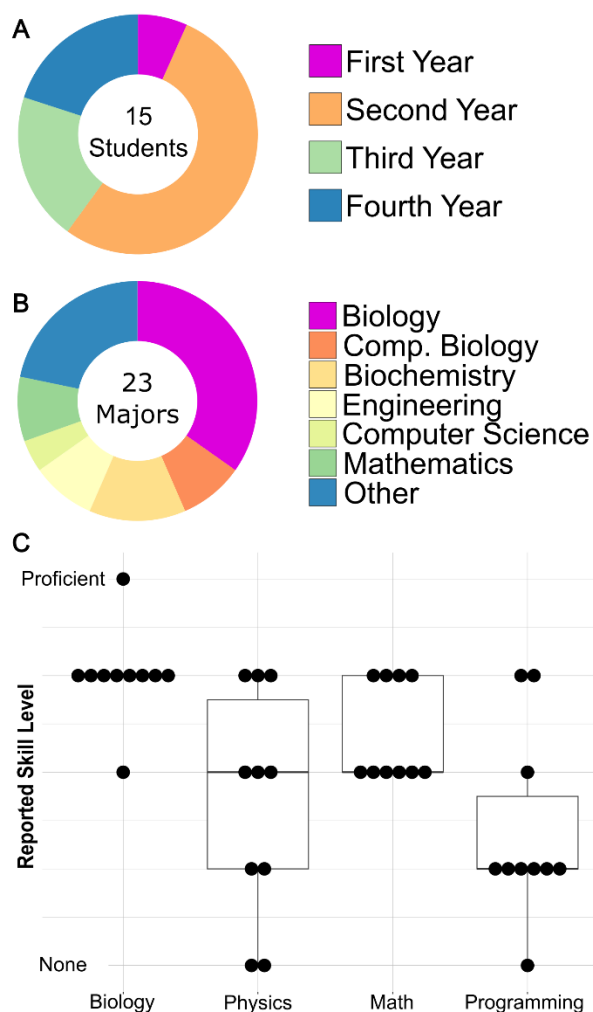 A
15
Students
First Year
Second Year
Third Year
Fourth Year
B
23
Majors
Biology
Comp. Biology
Biochemistry
Engineering
Computer Science
Mathematics
Other
C
Proficient
Reported Skill Level
None
Biology Physics Math Programming